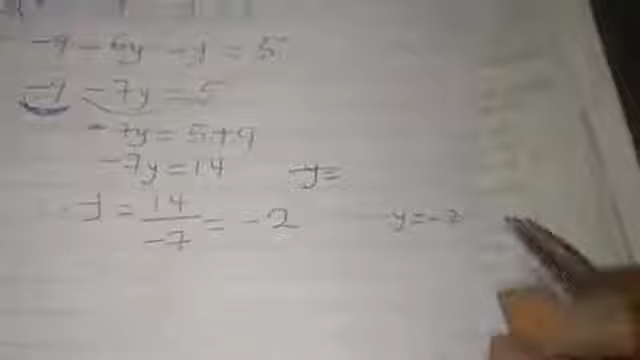 -9 - 6y - y = 5
-9 - 7y = 5
-7y = 5+9
-7y = 14
y =
y = 14/-7 = -2
y = -2